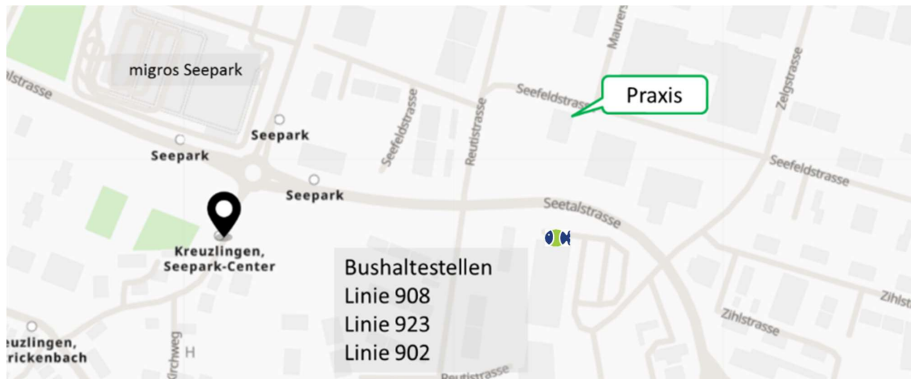 Maurers
migros Seepark
alstrasse
Seefeldstrasse
Praxis
Zelgstrasse
Seepark
Seepark
Seefeldstrasse
Reutistrasse
Seefeldstrasse
Seepark
Seetalstrasse
Kreuzlingen,
Seepark-Center
Bushaltestellen
Linie 908
Linie 923
Linie 902
Zihlst
Zihlstrasse
euzlingen,
rickenbach
Kirchweg
H
Reutistrasse